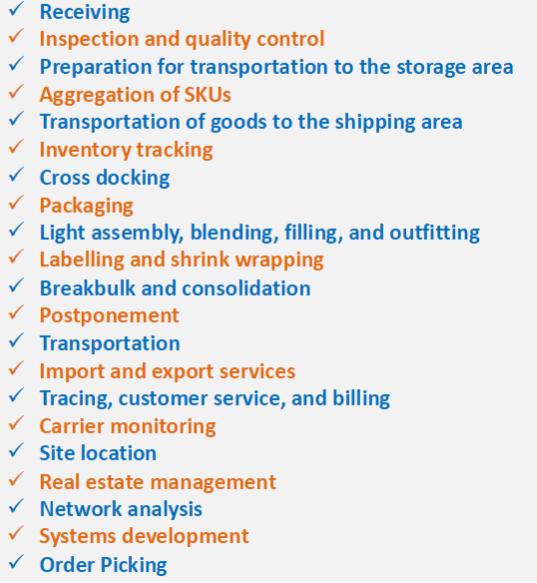 ✓ Receiving
✓ Inspection and quality control
✓ Preparation for transportation to the storage area
✓ Aggregation of SKUs
✓ Transportation of goods to the shipping area
✓ Inventory tracking
✓ Cross docking
✓ Packaging
✓ Light assembly, blending, filling, and outfitting
✓ Labelling and shrink wrapping
✓ Breakbulk and consolidation
✓ Postponement
✓ Transportation
✓ Import and export services
✓ Tracing, customer service, and billing
✓ Carrier monitoring
✓ Site location
✓ Real estate management
✓ Network analysis
✓ Systems development
✓ Order Picking